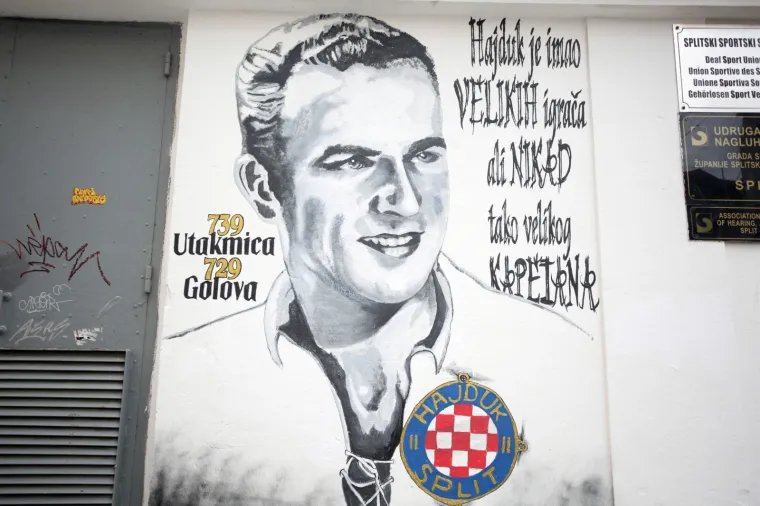 Hajduk je imao
VELIKIH igrača
ali NIKAD
tako velikog
KAPETANA
739
Utakmica
729
Golova
HAJDUK
SPLIT
SPLITSKI SPORTSKI S
Deaf Sport Union
Union Sportive des S
Unione Sportiva So
Gehörlosen Sport Ve
UDRUGA
NAGLUH
GRADA S
ŽUPANIJE SPLITSK
SPL
ASSOCIATION
OF HEARING,
SPLIT